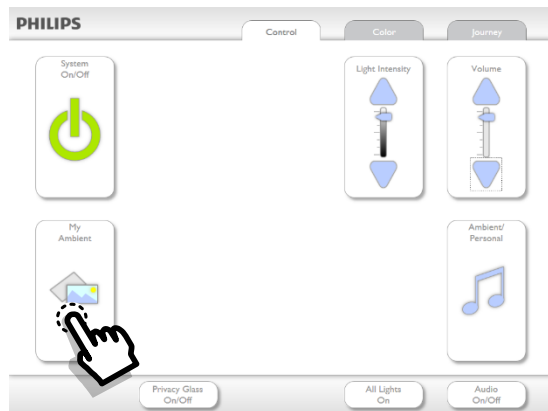 PHILIPS
Control
Color
Journey
System
On/Off
Light Intensity
Volume
My
Ambient
Ambient/
Personal
Privacy Glass
On/Off
All Lights
On
Audio
On/Off